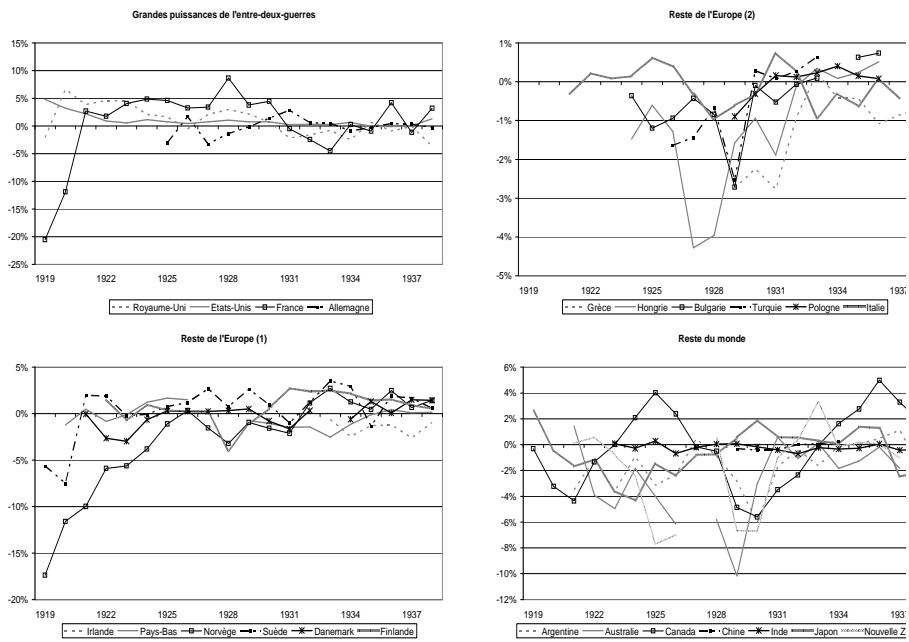 Grandes puissances de l'entre-deux-guerres
15%
10%
5%
0%
-5%
-10%
-15%
-20%
-25%
1919 1922 1925 1928 1931 1934 1937
Royaume-Uni Etats-Unis France Allemagne
Reste de l'Europe (2)
1%
0%
-1%
-2%
-3%
-4%
-5%
1919 1922 1925 1928 1931 1934 1937
Grèce Hongrie Bulgarie Turquie Pologne Italie
Reste de l'Europe (1)
5%
0%
-5%
-10%
-15%
-20%
1919 1922 1925 1928 1931 1934 1937
Irlande Pays-Bas Norvège Suède Danemark Finlande
Reste du monde
6%
4%
2%
0%
-2%
-4%
-6%
-8%
-10%
-12%
1919 1922 1925 1928 1931 1934 1937
Argentine Australie Canada Chine Inde Japon Nouvelle Z